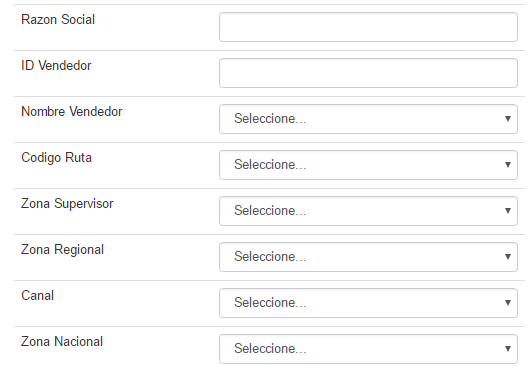 Razon Social
ID Vendedor
Nombre Vendedor Seleccione...
Codigo Ruta Seleccione...
Zona Supervisor Seleccione...
Zona Regional Seleccione...
Canal Seleccione...
Zona Nacional Seleccione...